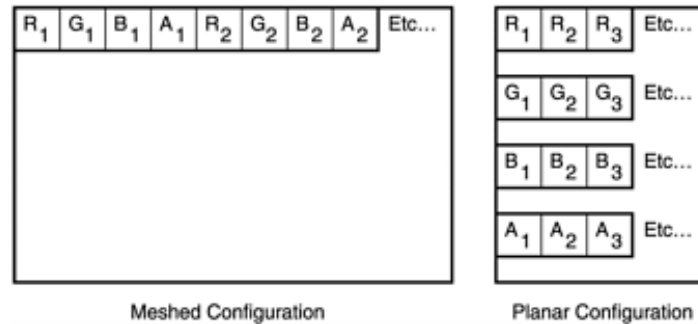 R1 G1 B1 A1 R2 G2 B2 A2 Etc...
R1 R2 R3 Etc...
G1 G2 G3 Etc...
B1 B2 B3 Etc...
A1 A2 A3 Etc...
Meshed Configuration
Planar Configuration